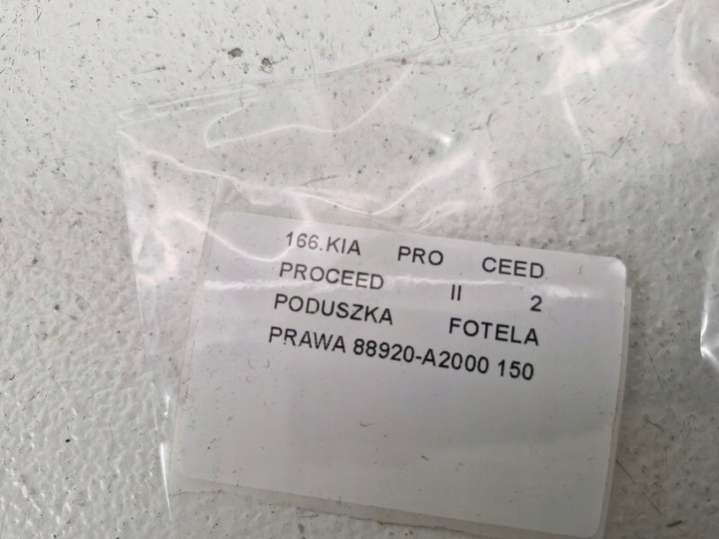 166.KIA PRO CEED
PROCEED II 2
PODUSZKA FOTELA
PRAWA 88920-A2000 150